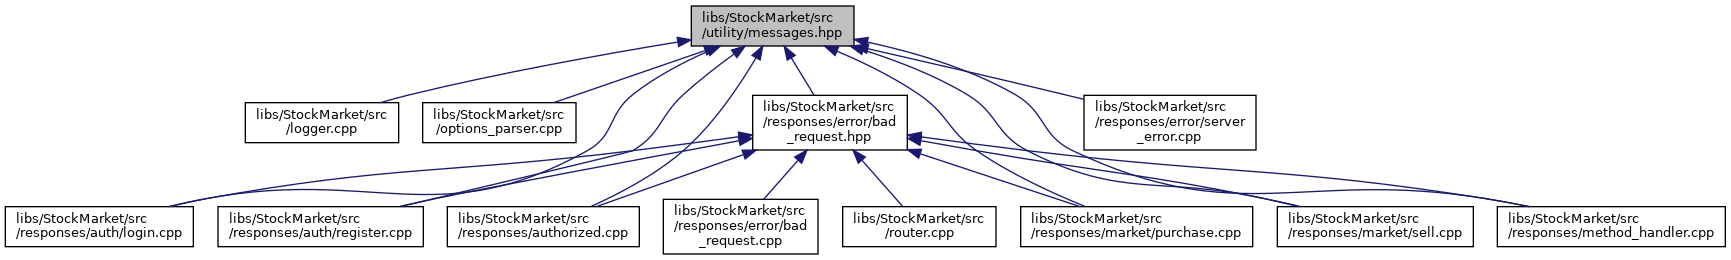 libs/StockMarket/src
/utility/messages.hpp
libs/StockMarket/src
/logger.cpp
libs/StockMarket/src
/options_parser.cpp
libs/StockMarket/src
/responses/error/bad
_request.hpp
libs/StockMarket/src
/responses/error/server
_error.cpp
libs/StockMarket/src
/responses/auth/login.cpp
libs/StockMarket/src
/responses/auth/register.cpp
libs/StockMarket/src
/responses/authorized.cpp
libs/StockMarket/src
/responses/error/bad
_request.cpp
libs/StockMarket/src
/router.cpp
libs/StockMarket/src
/responses/market/purchase.cpp
libs/StockMarket/src
/responses/market/sell.cpp
libs/StockMarket/src
/responses/method_handler.cpp